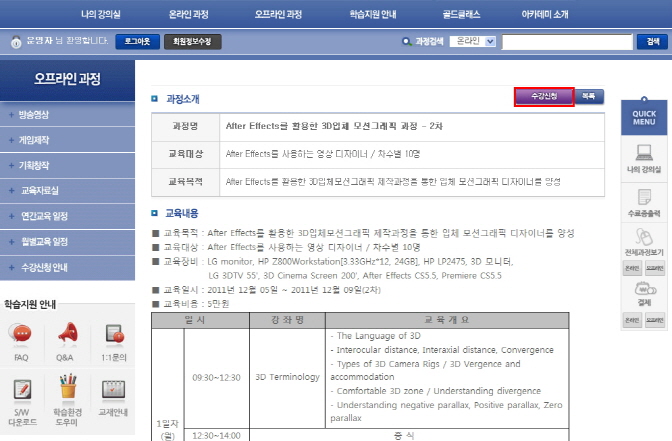 나의 강의실 온라인 과정 오프라인 과정 학습지원 안내 골드클래스 아카데미 소개
운영자 님 환영합니다. 로그아웃 회원정보수정 과정검색 온라인 검색
오프라인 과정
방송영상
게임제작
기획창작
교육자료실
연간교육 일정
월별교육 일정
수강신청 안내
학습지원 안내
FAQ Q&A 1:1문의
S/W 다운로드 학습환경 도우미 교재안내
과정소개 수강신청 목록
과정명 After Effects를 활용한 3D입체 모션그래픽 과정 - 2차
교육대상 After Effects를 사용하는 영상 디자이너 / 차수별 10명
교육목적 After Effects를 활용한 3D입체모션그래픽 제작과정을 통한 입체 모션그래픽 디자이너를 양성
교육내용
■ 교육목적 : After Effects를 활용한 3D입체모션그래픽 제작과정을 통한 입체 모션그래픽 디자이너를 양성
■ 교육대상 : After Effects를 사용하는 영상 디자이너 / 차수별 10명
■ 교육장비 : LG monitor, HP Z800Workstation[3.33GHz*12, 24GB], HP LP2475, 3D 모니터,
LG 3DTV 55', 3D Cinema Screen 200', After Effects CS5.5, Premiere CS5.5
■ 교육일시 : 2011년 12월 05일 ~ 2011년 12월 09일(2차)
■ 교육비용 : 5만원
일 시 강 좌 명 교 육 개 요
1일차
(월)
09:30~12:30 3D Terminology
- The Language of 3D
- Interocular distance, Interaxial distance, Convergence
- Types of 3D Camera Rigs / 3D Vergence and
accommodation
- Comfortable 3D zone / Understanding divergence
- Understanding negative parallax, Positive parallax, Zero
parallax
12:30~14:00 중 식
QUICK
MENU
나의 강의실
수료증출력
전체과정보기
온라인 오프라인
결제
온라인 오프라인